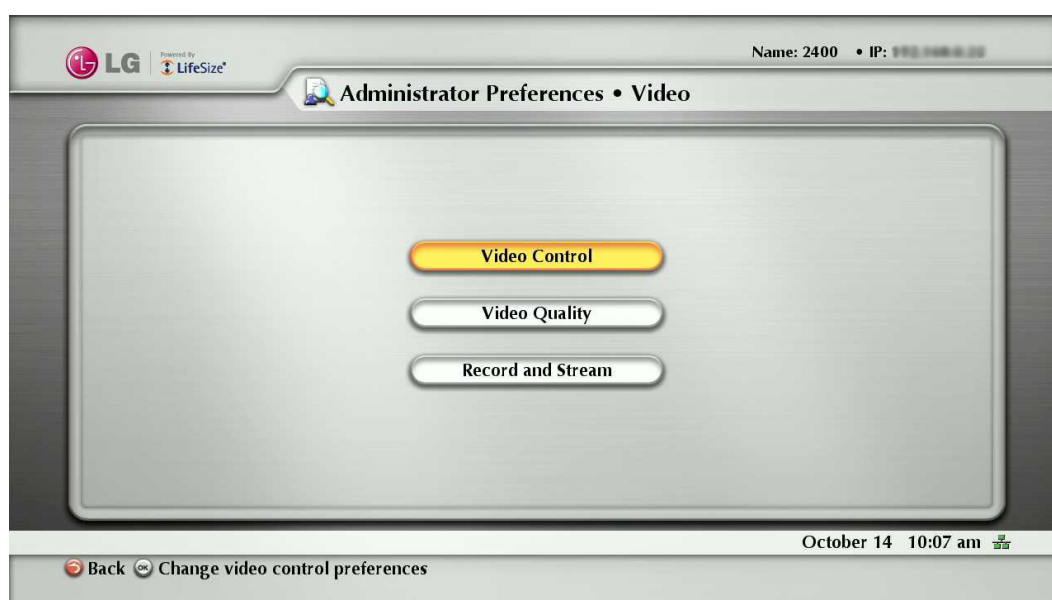 LG Powered By LifeSize®
Name: 2400 • IP:
Administrator Preferences • Video
Video Control
Video Quality
Record and Stream
October 14 10:07 am
Back OK Change video control preferences